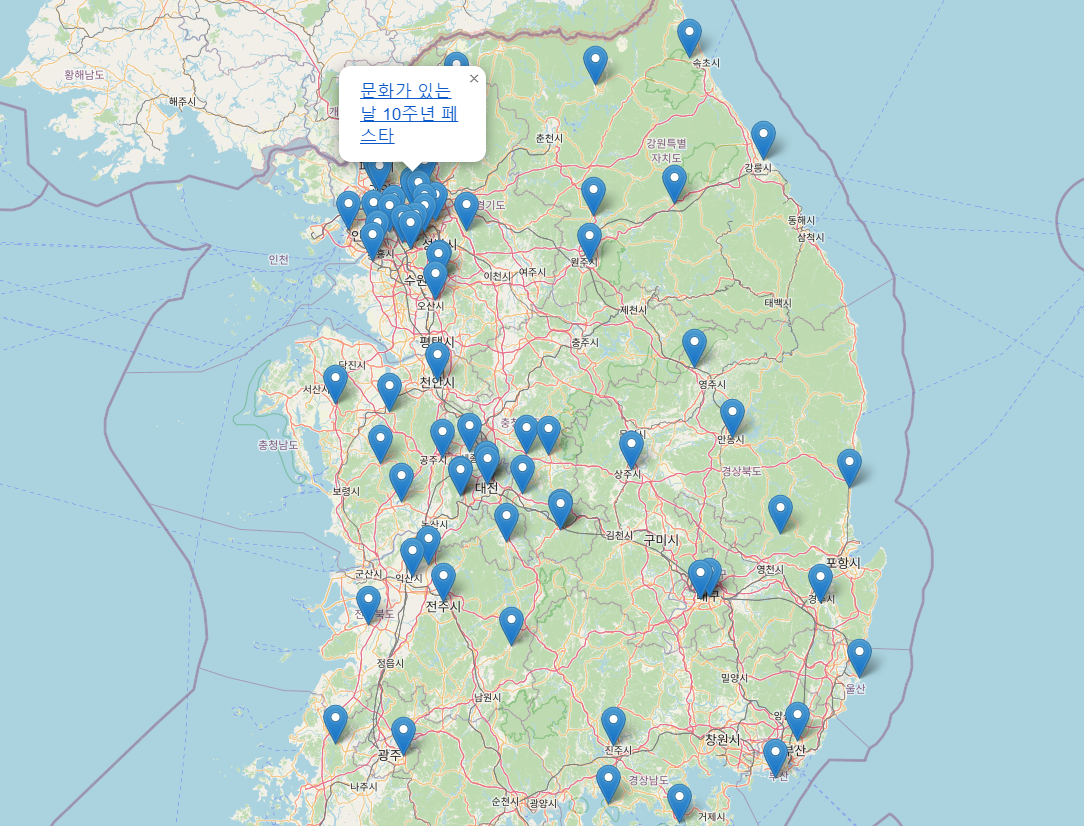 속초시
황해남도
×
문화가 있는
날 10주년 페
스타
해주시
춘천시
강원특별
자치도
강릉시
경기도
동해시
삼척시
인천
원주시
이천시
여주시
오산시
태백시
제천시
평택시
충주시
당진시
천안시
영주시
서산시
안동시
충청남도
공주시
상주시
경상북도
보령시
대전
논산시
김천시
구미시
포항시
영천시
군산시
익산시
대구
경주시
전주시
정읍시
밀양시
울산
남원시
창원시
부산
진주시
광주
경상남도
나주시
순천시
광양시
거제시